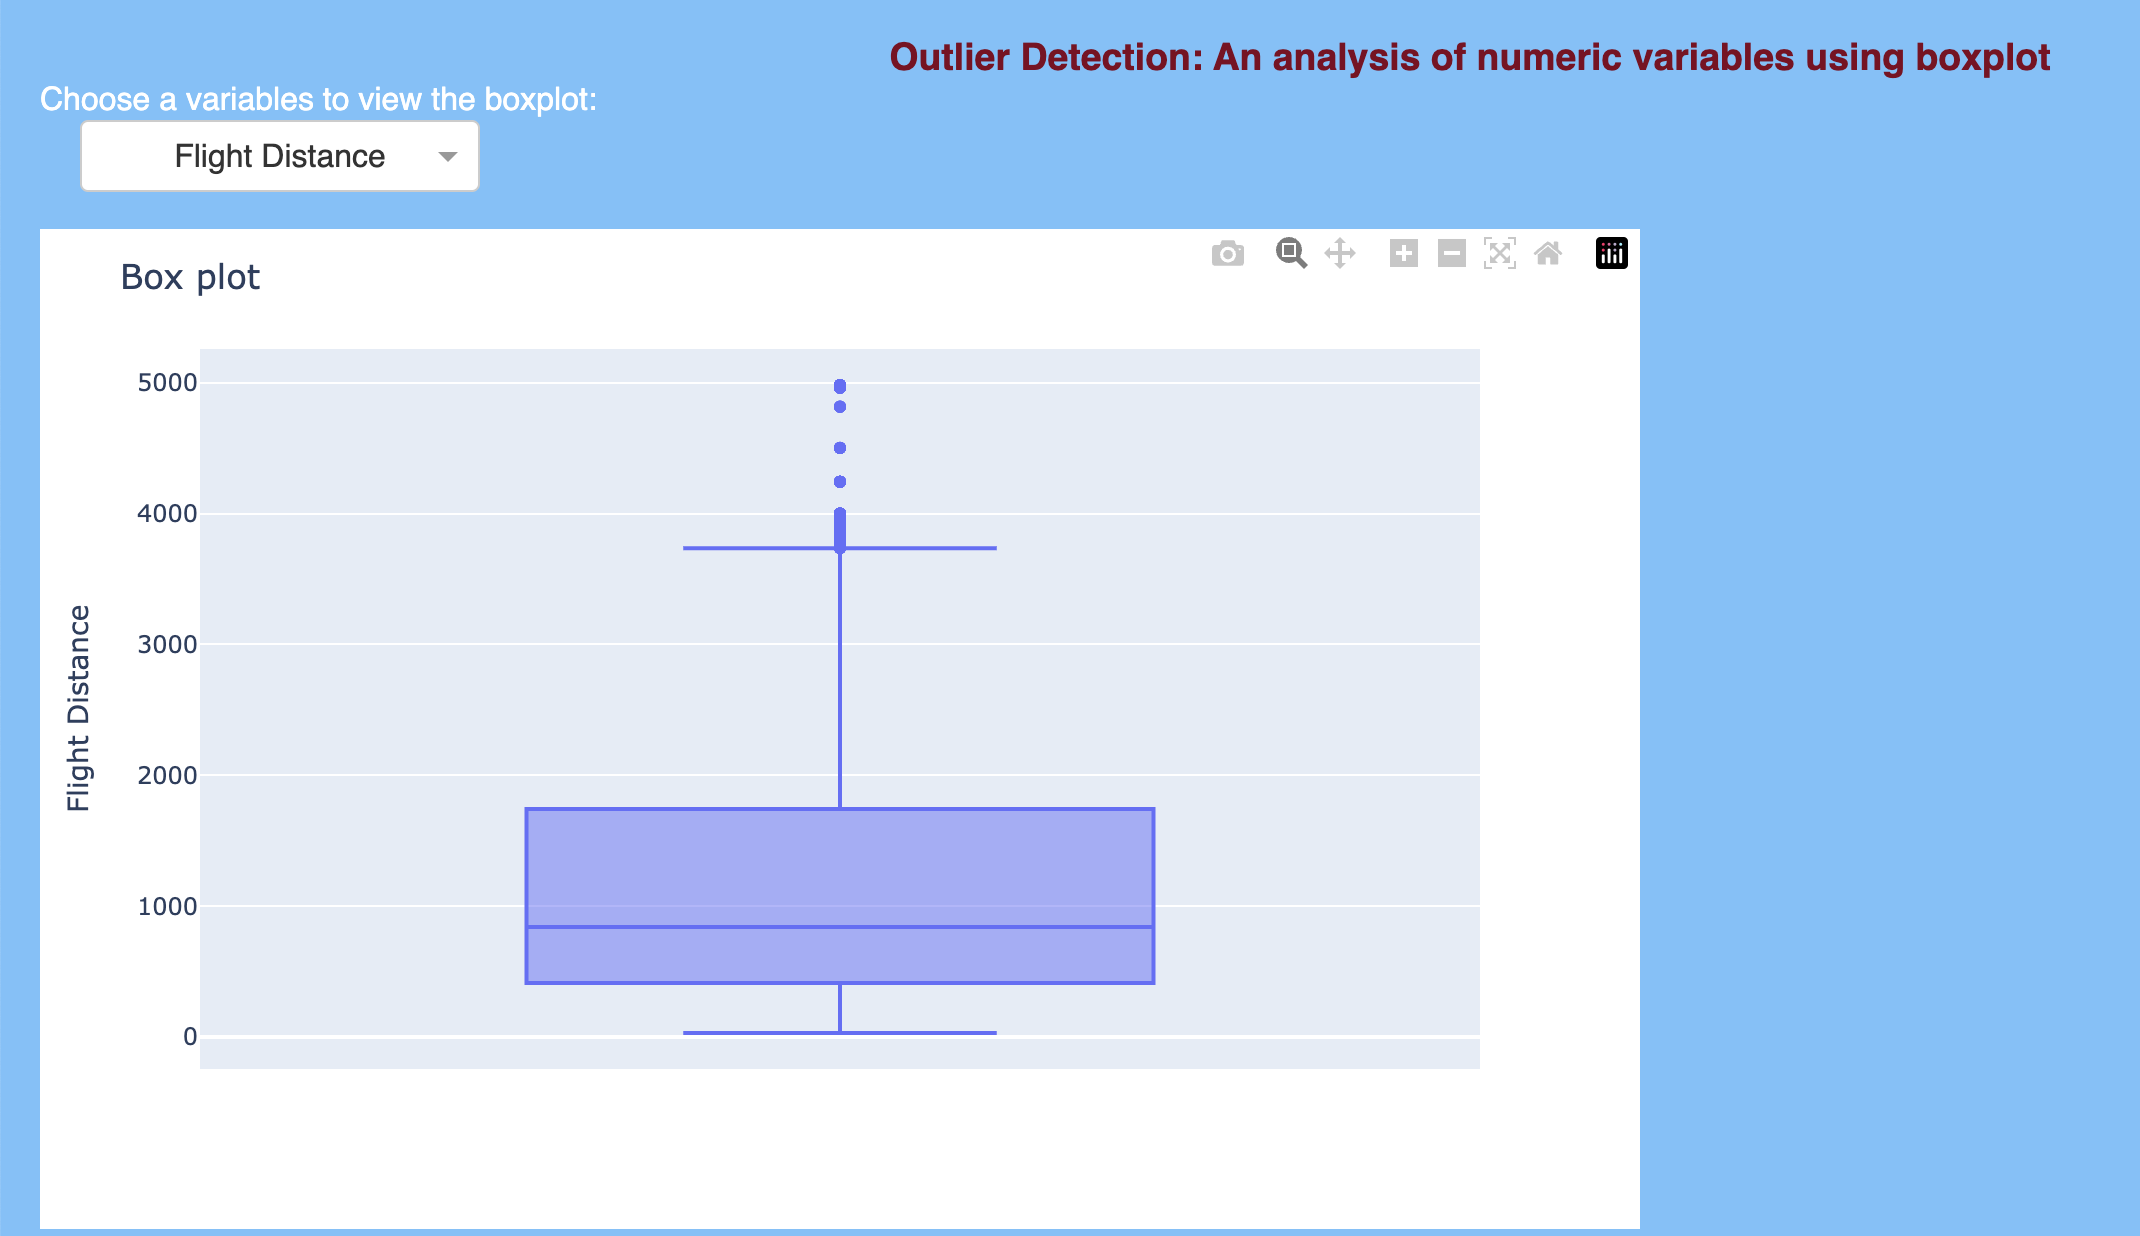 Outlier Detection: An analysis of numeric variables using boxplot
Choose a variables to view the boxplot:
Flight Distance
Box plot
5000
4000
3000
2000
1000
0
Flight Distance